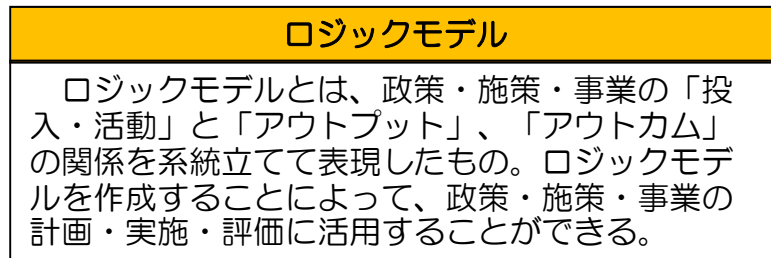 ロジックモデル
ロジックモデルとは、政策・施策・事業の「投
入・活動」と「アウトプット」、「アウトカム」
の関係を系統立てて表現したもの。ロジックモデ
ルを作成することによって、政策・施策・事業の
計画・実施・評価に活用することができる。